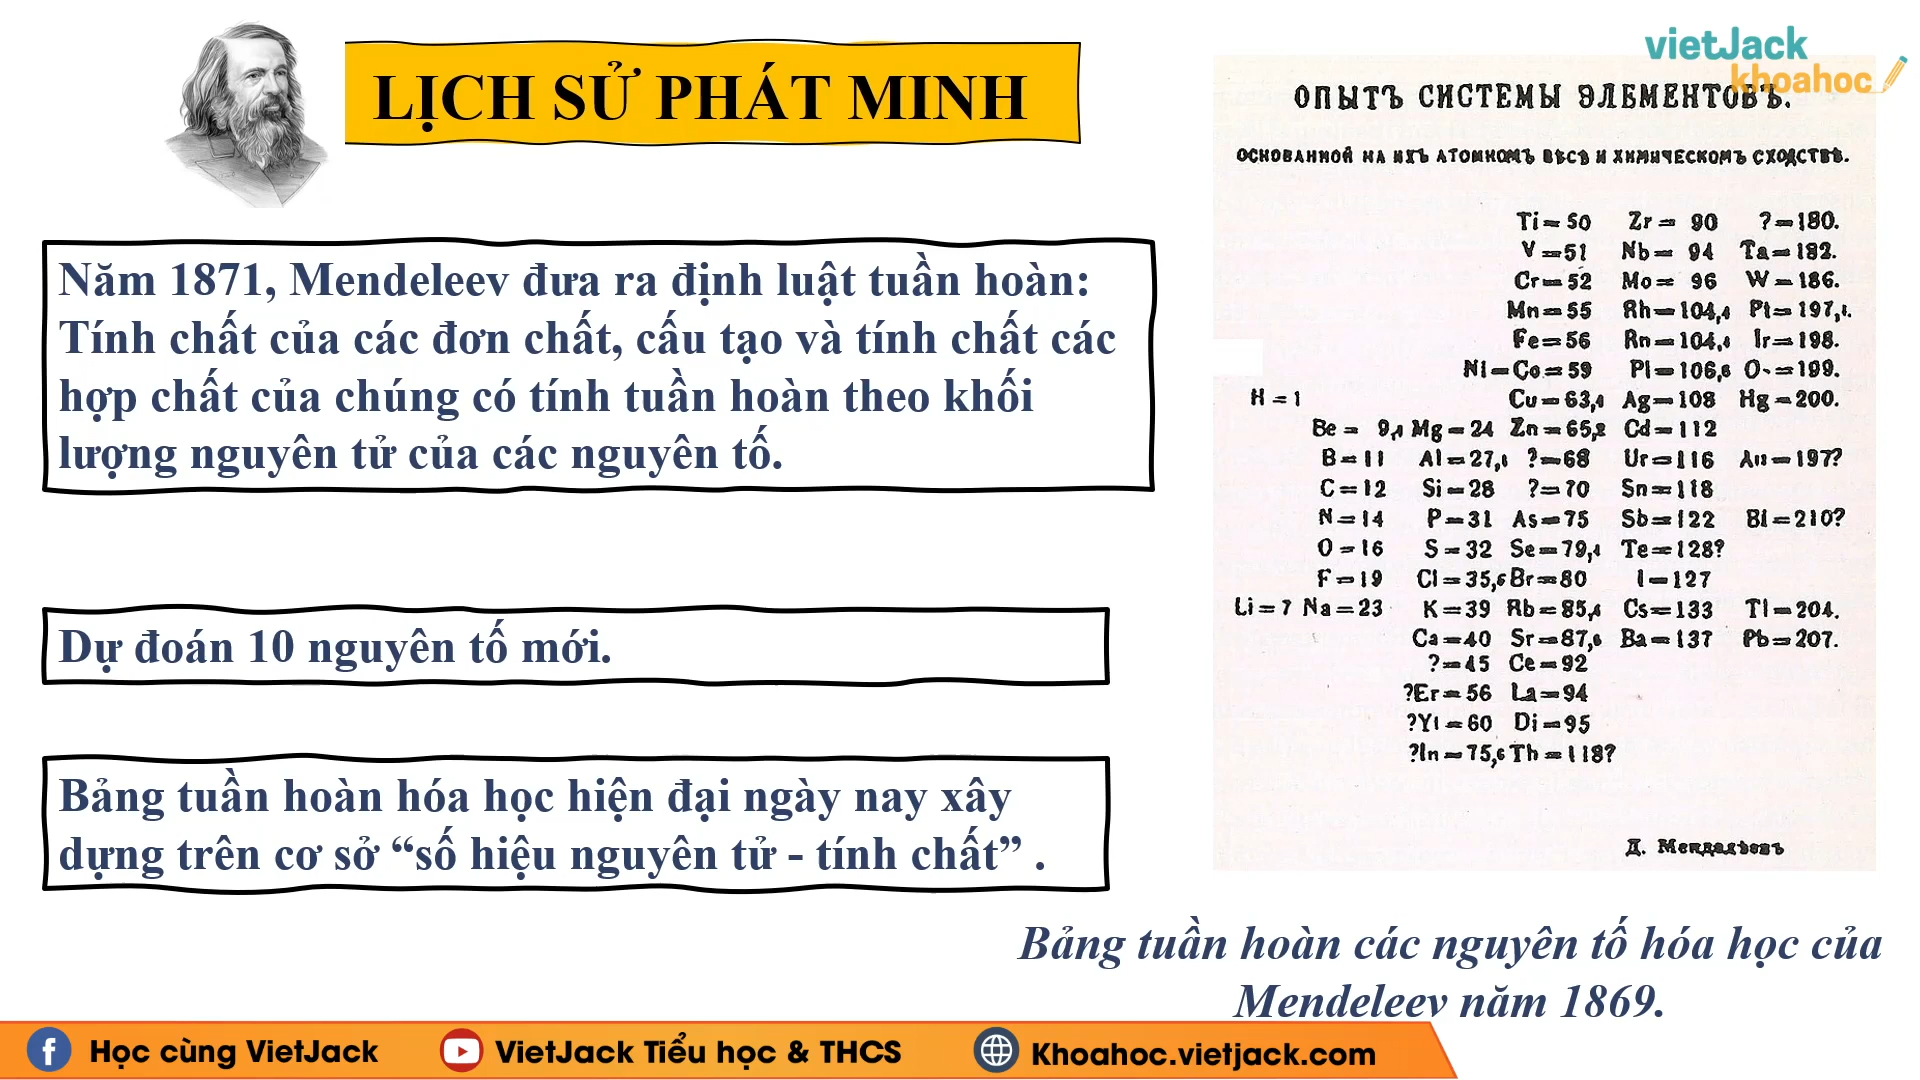 LỊCH SỬ PHÁT MINH
vietJack
khoahoc
Năm 1871, Mendeleev đưa ra định luật tuần hoàn:
Tính chất của các đơn chất, cấu tạo và tính chất các
hợp chất của chúng có tính tuần hoàn theo khối
lượng nguyên tử của các nguyên tố.
Dự đoán 10 nguyên tố mới.
Bảng tuần hoàn hóa học hiện đại ngày nay xây
dựng trên cơ sở “số hiệu nguyên tử - tính chất” .
ОПЫТЪ СИСТЕМЫ ЭЛЕМЕНТОВЪ.
ОСНОВАННОЙ НА ИХЪ АТОМНОМЪ ВѢСѢ И ХИМИЧЕСКОМЪ СХОДСТВѢ.
Ti=50 Zr= 90 ?=180.
V=51 Nb= 94 Ta=182.
Cr=52 Mo= 96 W=186.
Mn=55 Rh=104,4 Pt=197,1.
Fe=56 Rn=104,4 Ir=198.
Ni=Co=59 Pl=106,6 O-=199.
H=1 Cu=63,4 Ag=108 Hg=200.
Be= 9,4 Mg=24 Zn=65,2 Cd=112
B=11 Al=27,4 ?=68 Ur=116 Au=197?
C=12 Si=28 ?=70 Sn=118
N=14 P=31 As=75 Sb=122 Bi=210?
O=16 S=32 Se=79,4 Te=128?
F=19 Cl=35,5 Br=80 I=127
Li=7 Na=23 K=39 Rb=85,4 Cs=133 Tl=204.
Ca=40 Sr=87,6 Ba=137 Pb=207.
?=45 Ce=92
?Er=56 La=94
?Yt=60 Di=95
?In=75,6 Th=118?
Д. Менделѣевъ
Bảng tuần hoàn các nguyên tố hóa học của
Mendeleev năm 1869.
Học cùng VietJack
VietJack Tiểu học & THCS
Khoahoc.vietjack.com